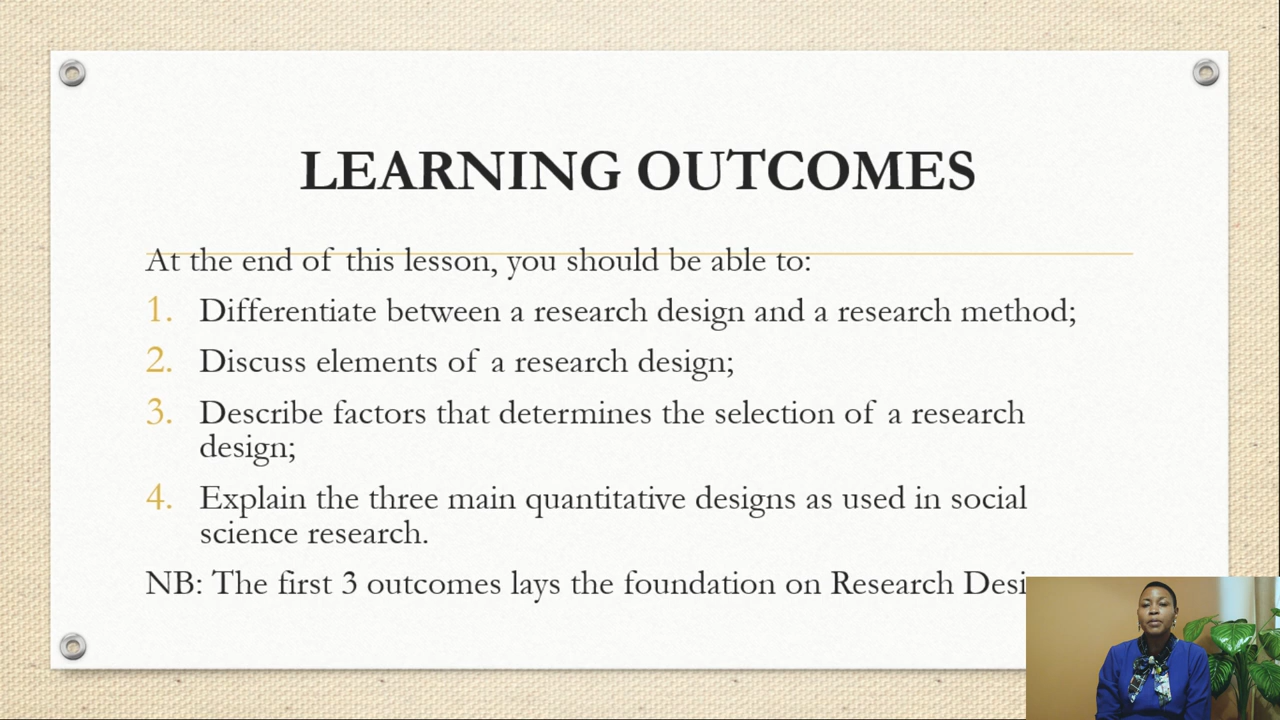 LEARNING OUTCOMES
At the end of this lesson, you should be able to:
1. Differentiate between a research design and a research method;
2. Discuss elements of a research design;
3. Describe factors that determines the selection of a research
design;
4. Explain the three main quantitative designs as used in social
science research.
NB: The first 3 outcomes lays the foundation on Research